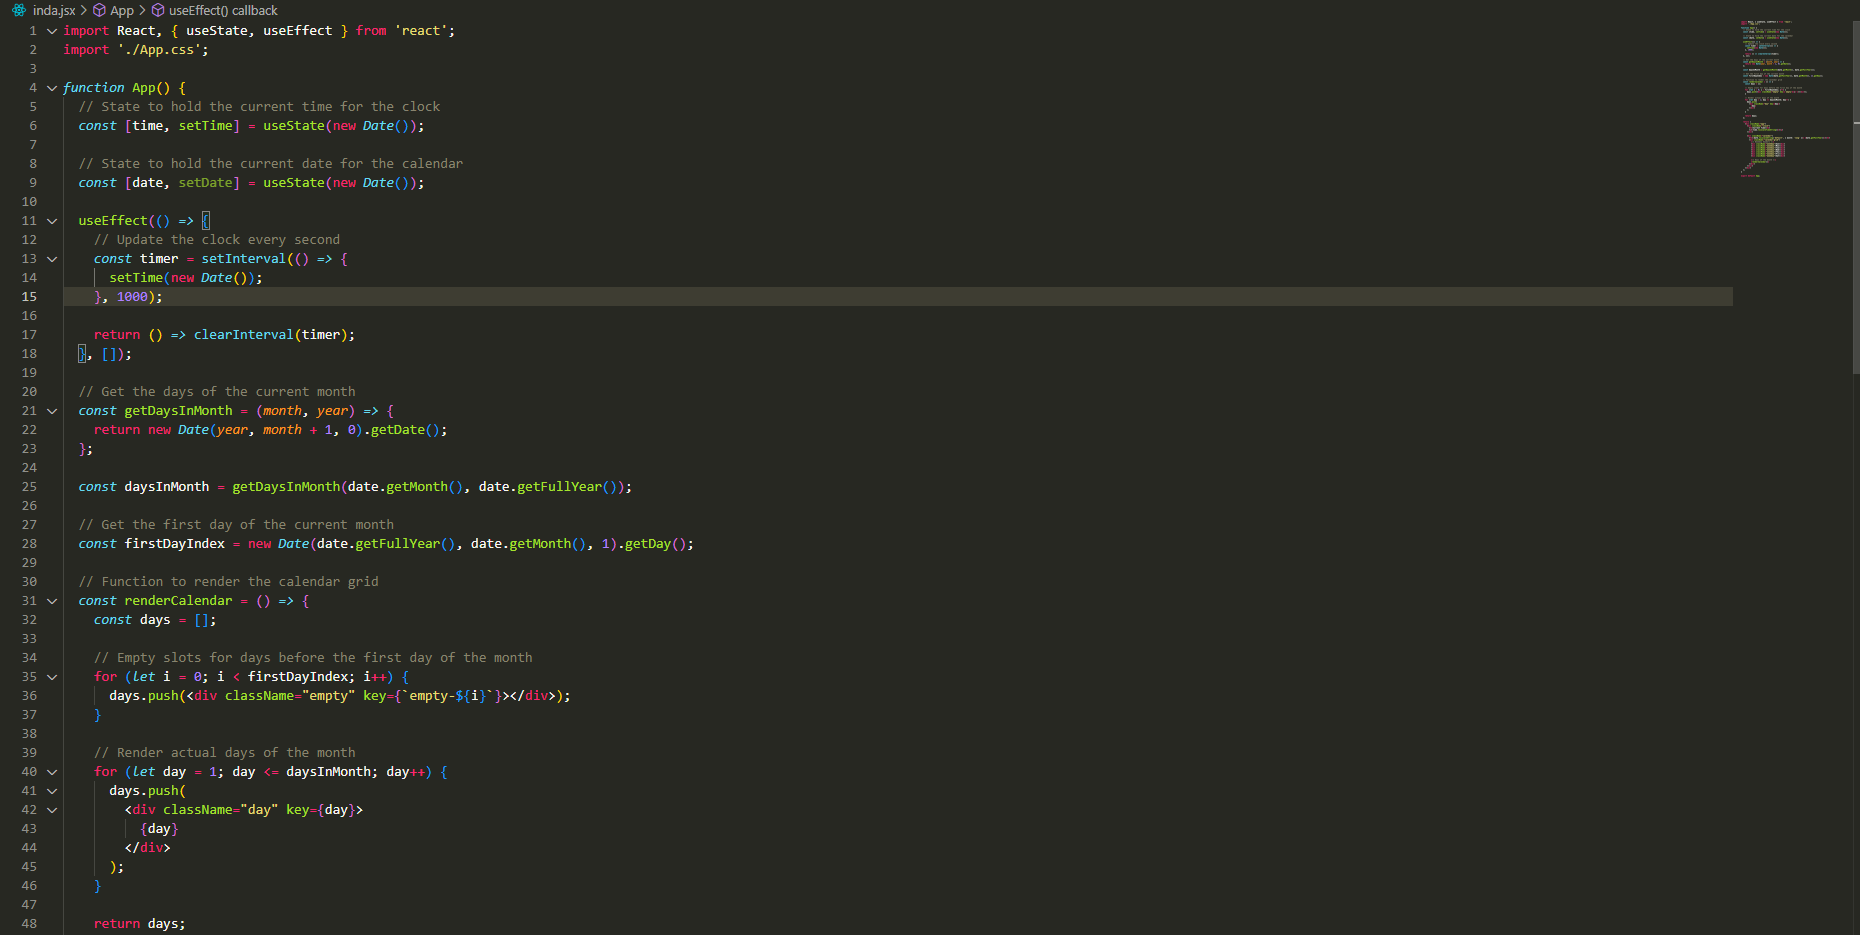 inda.jsx > App > useEffect() callback
1 import React, { useState, useEffect } from 'react';
2 import './App.css';
3
4 function App() {
5 // State to hold the current time for the clock
6 const [time, setTime] = useState(new Date());
7
8 // State to hold the current date for the calendar
9 const [date, setDate] = useState(new Date());
10
11 useEffect(() => {
12 // Update the clock every second
13 const timer = setInterval(() => {
14 setTime(new Date());
15 }, 1000);
16
17 return () => clearInterval(timer);
18 }, []);
19
20 // Get the days of the current month
21 const getDaysInMonth = (month, year) => {
22 return new Date(year, month + 1, 0).getDate();
23 };
24
25 const daysInMonth = getDaysInMonth(date.getMonth(), date.getFullYear());
26
27 // Get the first day of the current month
28 const firstDayIndex = new Date(date.getFullYear(), date.getMonth(), 1).getDay();
29
30 // Function to render the calendar grid
31 const renderCalendar = () => {
32 const days = [];
33
34 // Empty slots for days before the first day of the month
35 for (let i = 0; i < firstDayIndex; i++) {
36 days.push(<div className="empty" key={`empty-${i}`}></div>);
37 }
38
39 // Render actual days of the month
40 for (let day = 1; day <= daysInMonth; day++) {
41 days.push(
42 <div className="day" key={day}>
43 {day}
44 </div>
45 );
46 }
47
48 return days;